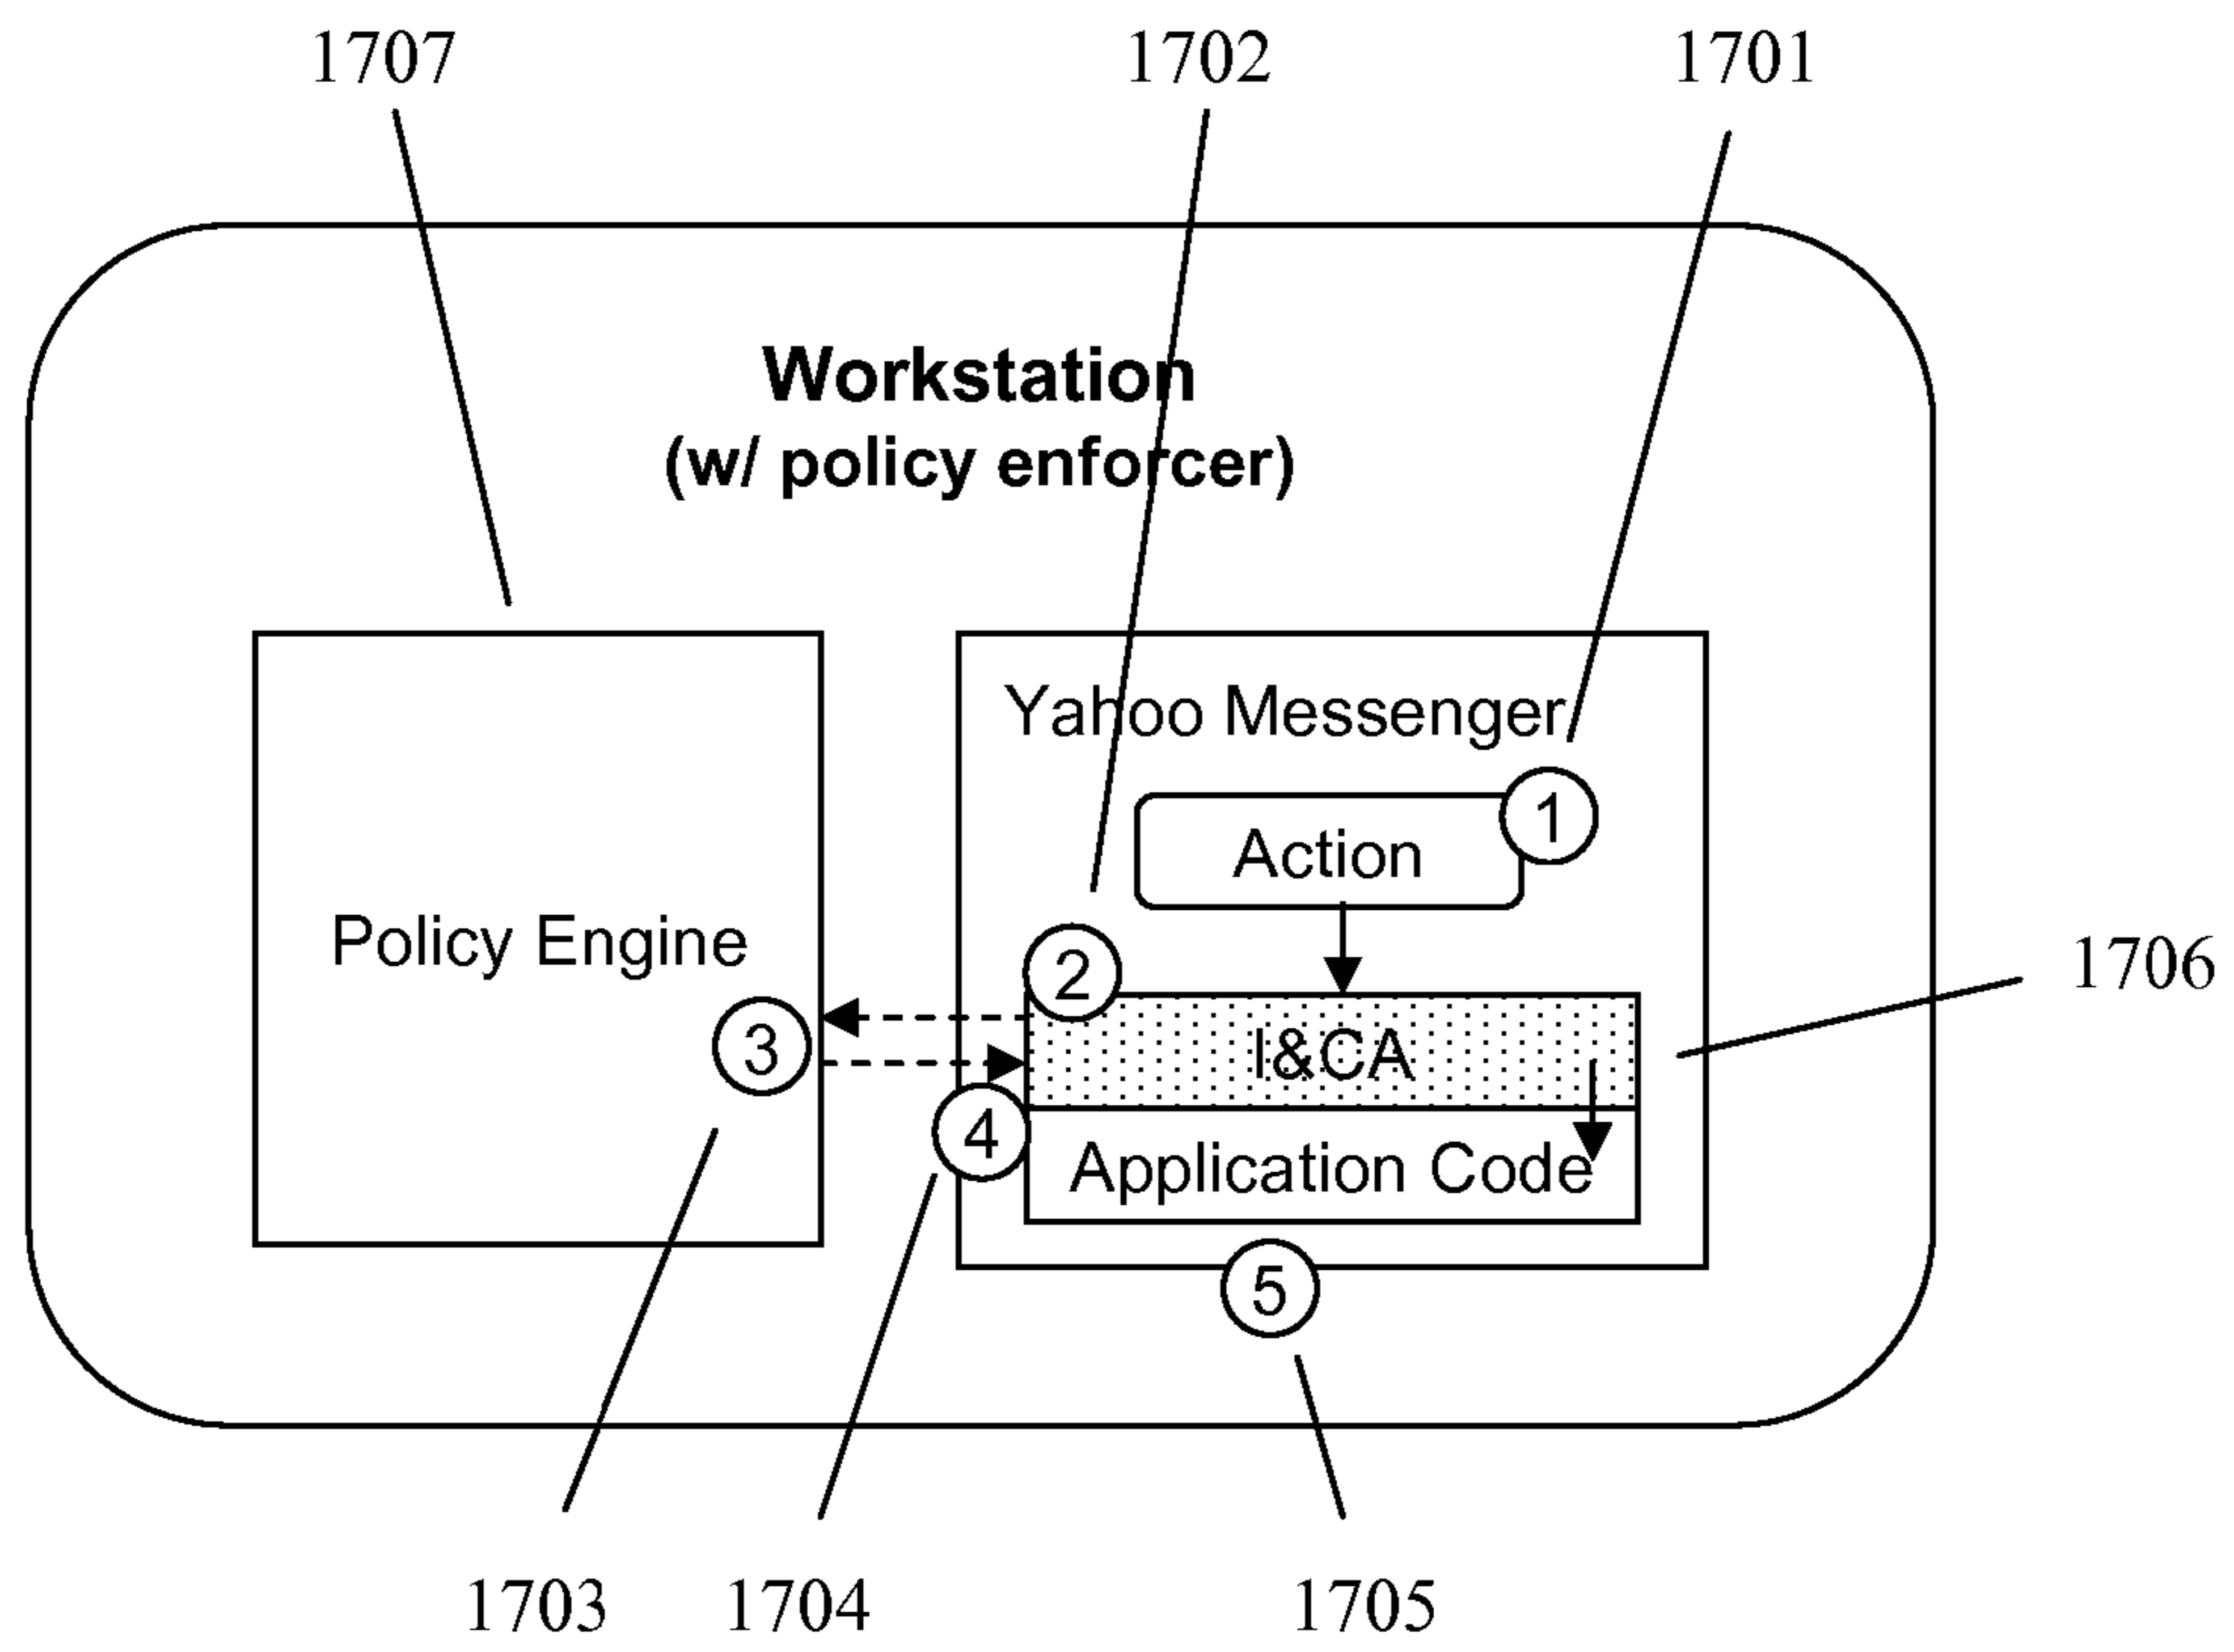 1707
1702
1701
Workstation
(w/ policy enforcer)
Yahoo Messenger
1
Action
Policy Engine
2
1706
3
I&CA
4
Application Code
5
1703
1704
1705